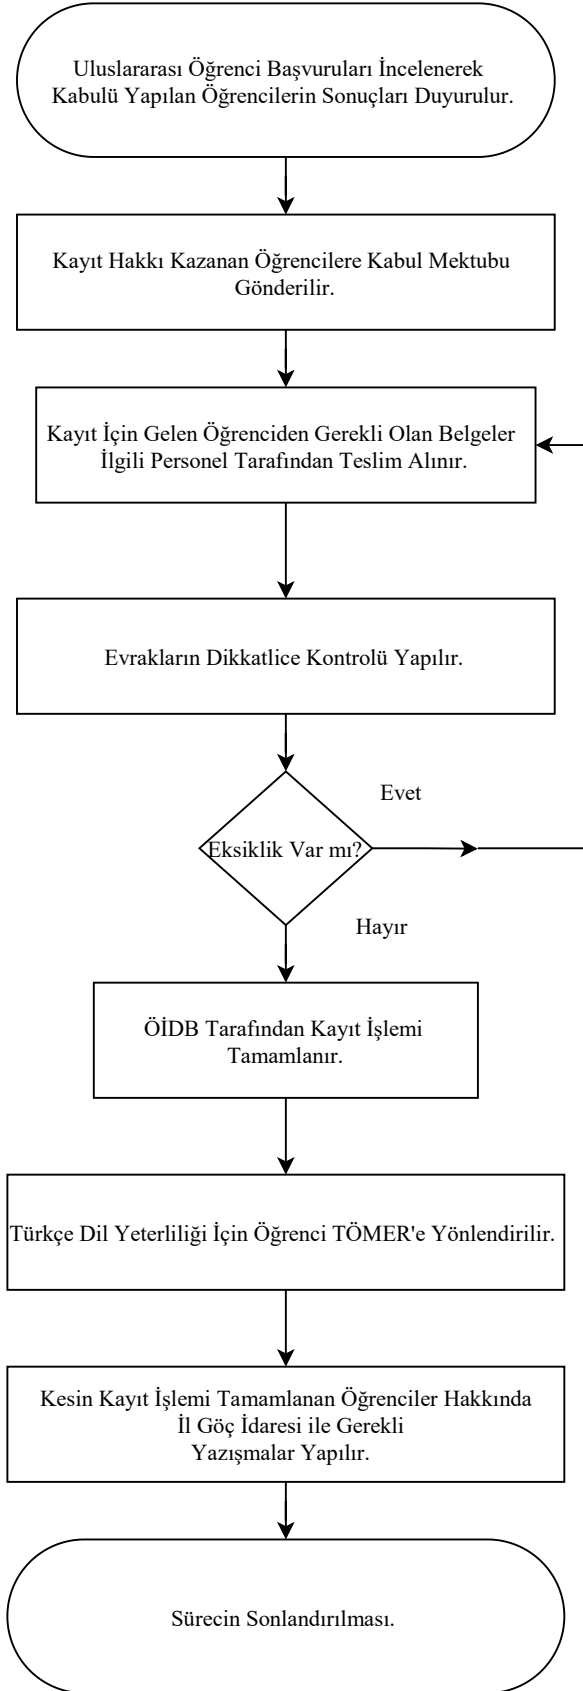 Uluslararası Öğrenci Başvuruları İncelenerek
Kabulü Yapılan Öğrencilerin Sonuçları Duyurulur.
Kayıt Hakkı Kazanan Öğrencilere Kabul Mektubu
Gönderilir.
Kayıt İçin Gelen Öğrenciden Gerekli Olan Belgeler
İlgili Personel Tarafından Teslim Alınır.
Evrakların Dikkatlice Kontrolü Yapılır.
Evet
Eksiklik Var mı?
Hayır
ÖİDB Tarafından Kayıt İşlemi
Tamamlanır.
Türkçe Dil Yeterliliği İçin Öğrenci TÖMER'e Yönlendirilir.
Kesin Kayıt İşlemi Tamamlanan Öğrenciler Hakkında
İl Göç İdaresi ile Gerekli
Yazışmalar Yapılır.
Sürecin Sonlandırılması.